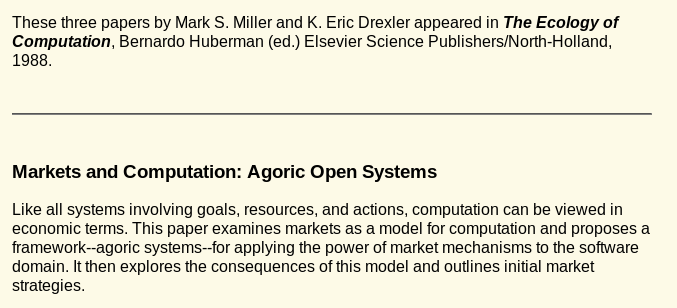 These three papers by Mark S. Miller and K. Eric Drexler appeared in The Ecology of
Computation, Bernardo Huberman (ed.) Elsevier Science Publishers/North-Holland,
1988.
Markets and Computation: Agoric Open Systems
Like all systems involving goals, resources, and actions, computation can be viewed in
economic terms. This paper examines markets as a model for computation and proposes a
framework--agoric systems--for applying the power of market mechanisms to the software
domain. It then explores the consequences of this model and outlines initial market
strategies.